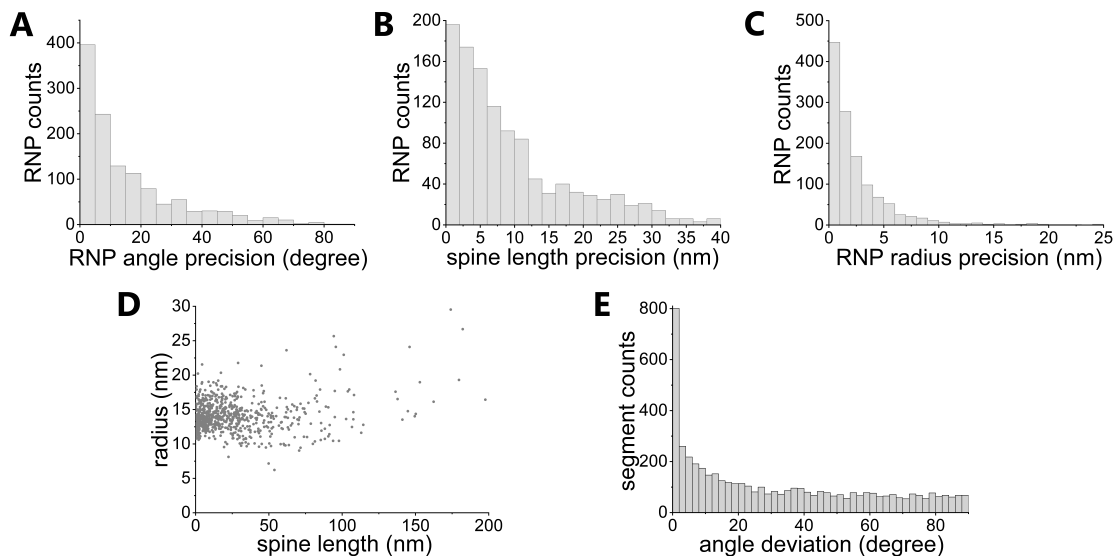 A
RNP counts
400
300
200
100
0
0 20 40 60 80
RNP angle precision (degree)
B
RNP counts
200
160
120
80
40
0
0 5 10 15 20 25 30 35 40
spine length precision (nm)
C
RNP counts
500
400
300
200
100
0
0 5 10 15 20 25
RNP radius precision (nm)
D
radius (nm)
30
25
20
15
10
5
0
0 50 100 150 200
spine length (nm)
E
segment counts
800
600
400
200
0
0 20 40 60 80
angle deviation (degree)